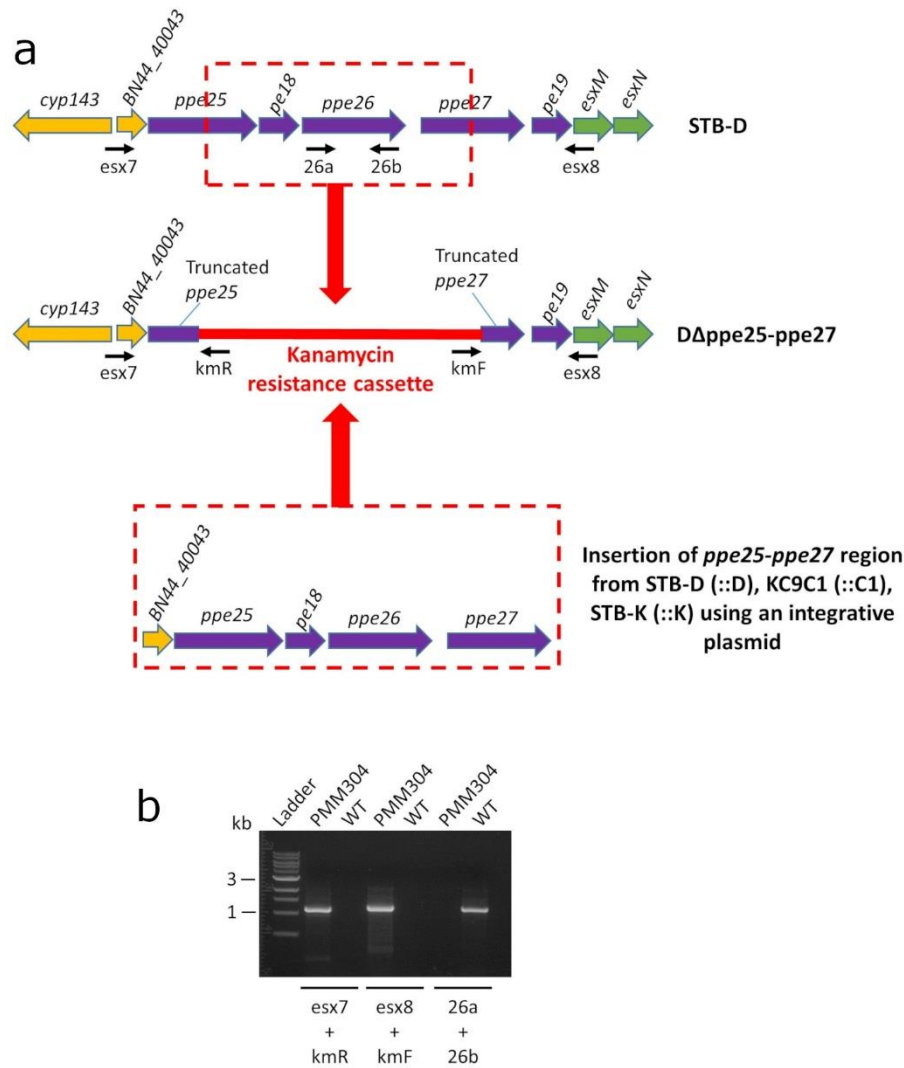 a
cyp143
BN44_40043
ppe25
pe18
ppe26
ppe27
pe19
esxM
esxN
STB-D
esx7
26a
26b
esx8
cyp143
BN44_40043
Truncated
ppe25
Truncated
ppe27
pe19
esxM
esxN
DΔppe25-ppe27
esx7
kmR
Kanamycin
resistance cassette
kmF
esx8
BN44_40043
ppe25
pe18
ppe26
ppe27
Insertion of ppe25-ppe27 region
from STB-D (::D), KC9C1 (::C1),
STB-K (::K) using an integrative
plasmid
b
kb
Ladder
PMM304
WT
PMM304
WT
PMM304
WT
3
1
esx7
+
kmR
esx8
+
kmF
26a
+
26b